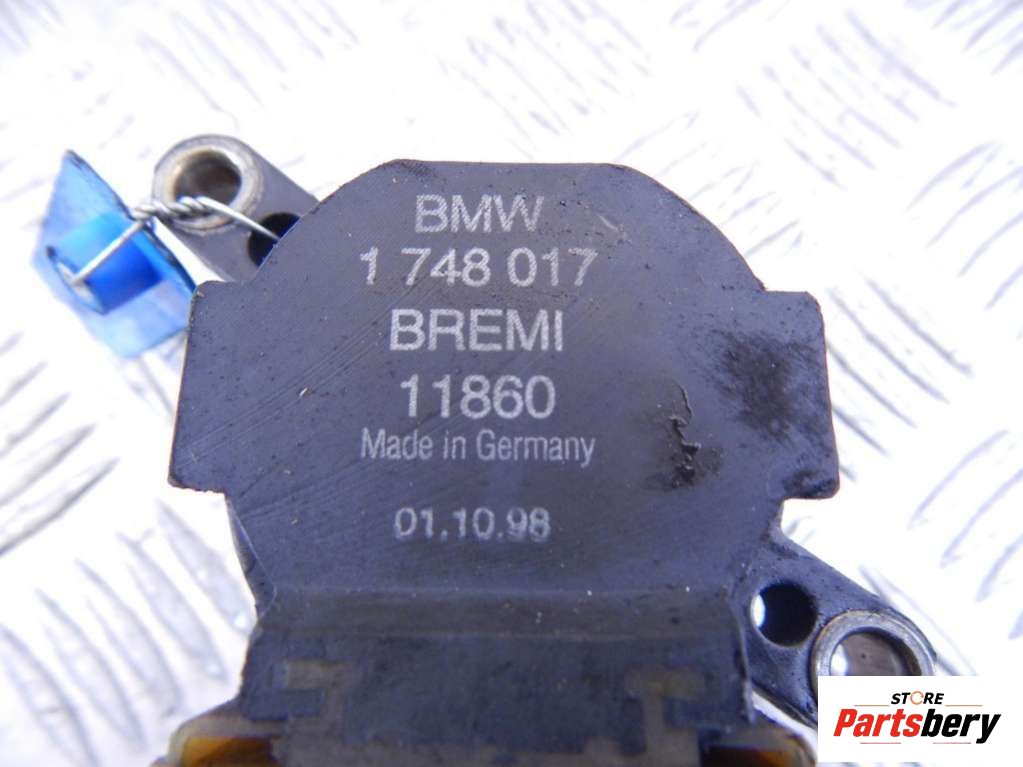 BMW
1 748 017
BREMI
11860
Made in Germany
01.10.98
STORE
Partsbery